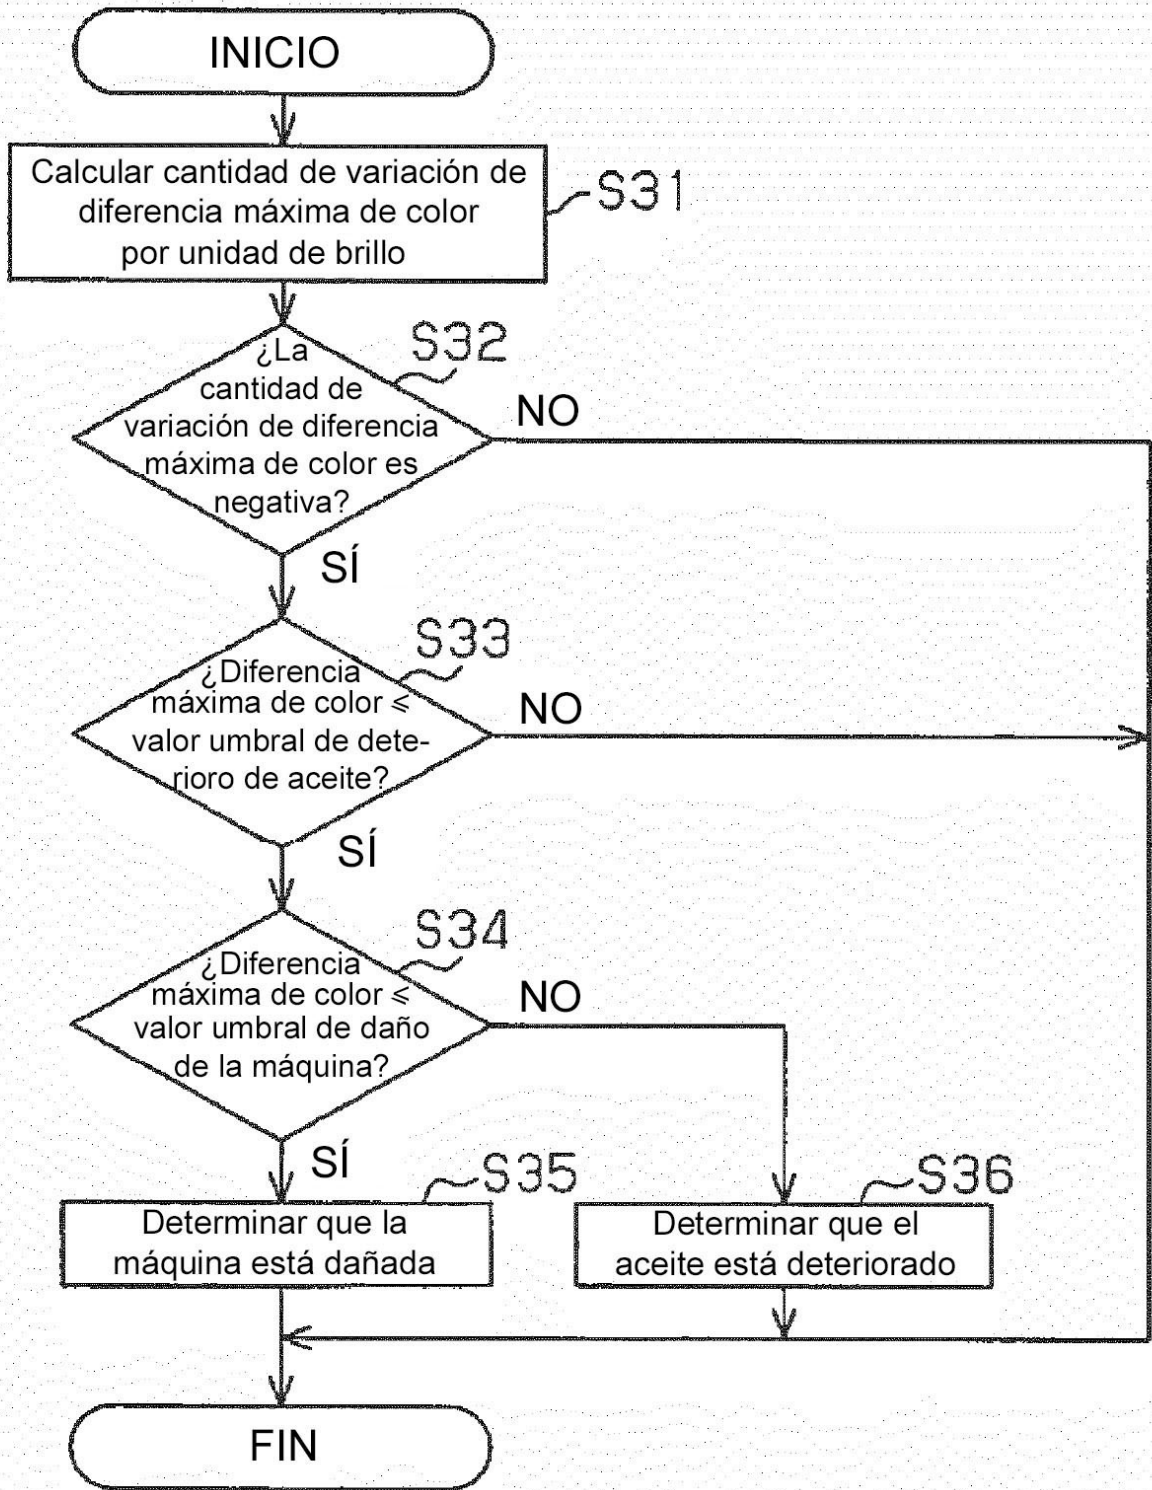 INICIO
Calcular cantidad de variación de
diferencia máxima de color
por unidad de brillo
S31
S32
¿La
cantidad de
variación de diferencia
máxima de color es
negativa?
NO
SÍ
S33
¿Diferencia
máxima de color ≤
valor umbral de dete-
rioro de aceite?
NO
SÍ
S34
¿Diferencia
máxima de color ≤
valor umbral de daño
de la máquina?
NO
SÍ
S35
Determinar que la
máquina está dañada
S36
Determinar que el
aceite está deteriorado
FIN